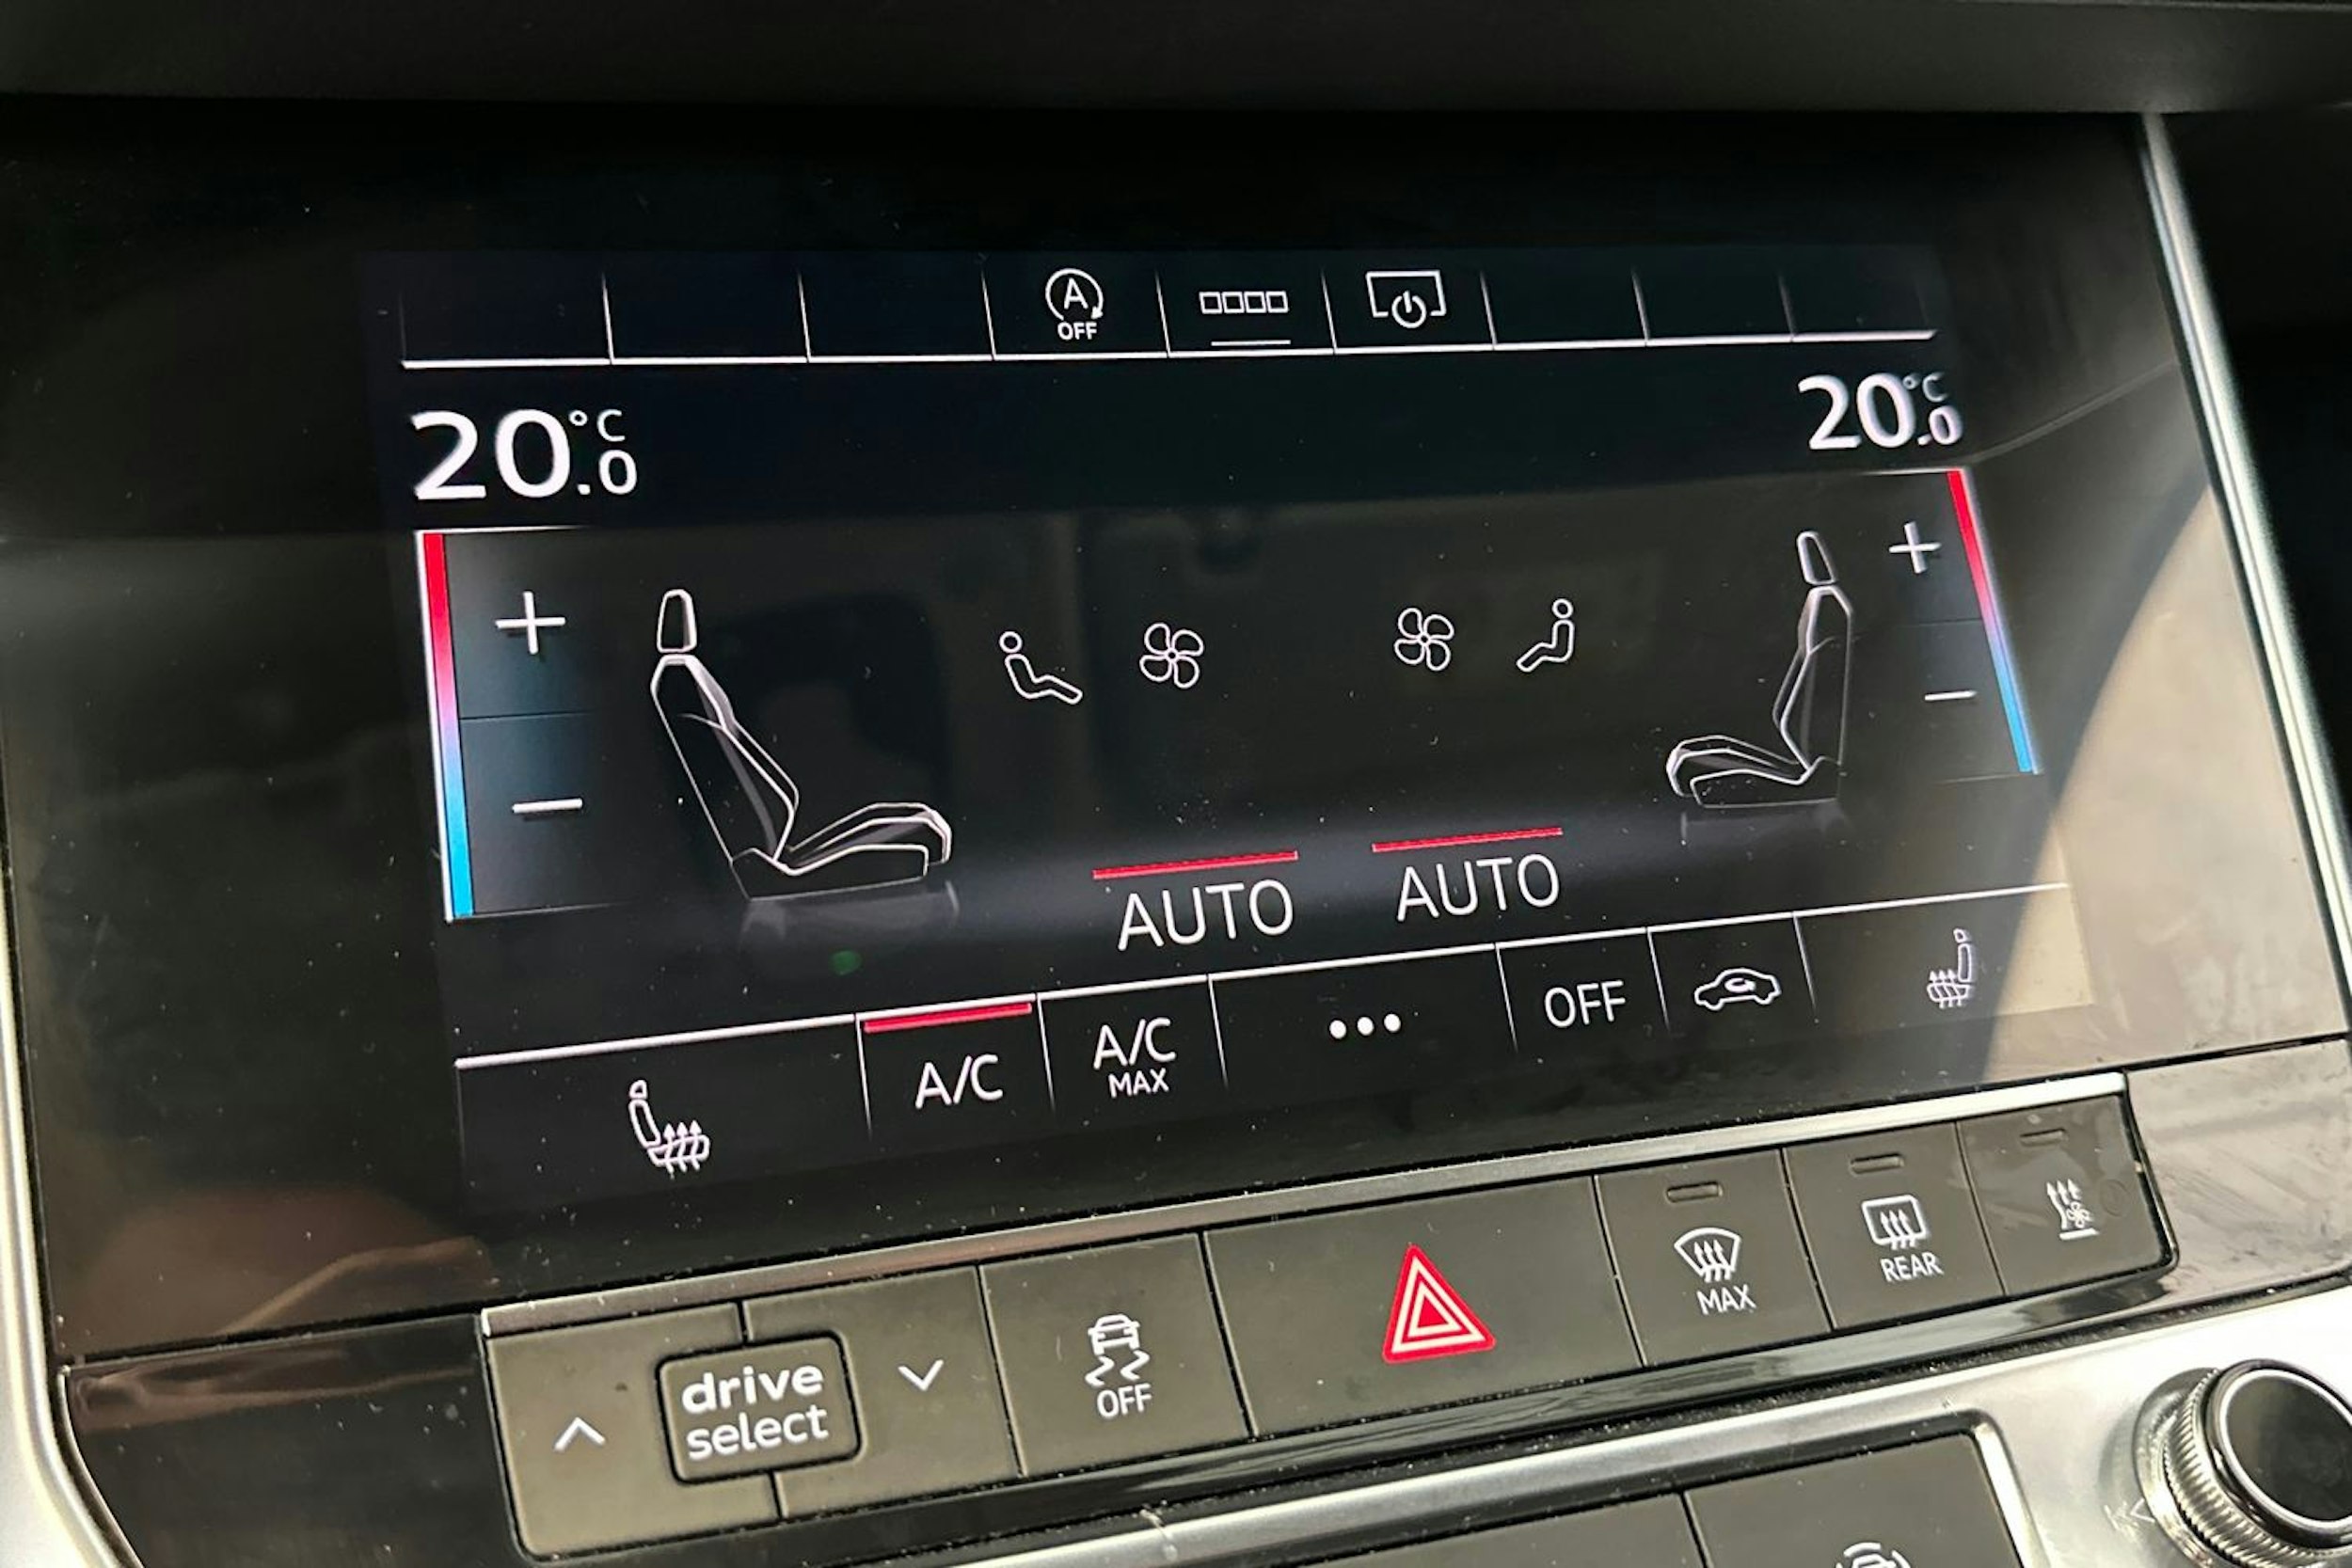 A
OFF
20.0°C
20.0°C
AUTO
AUTO
A/C
A/C
MAX
OFF
drive
select
OFF
MAX
REAR